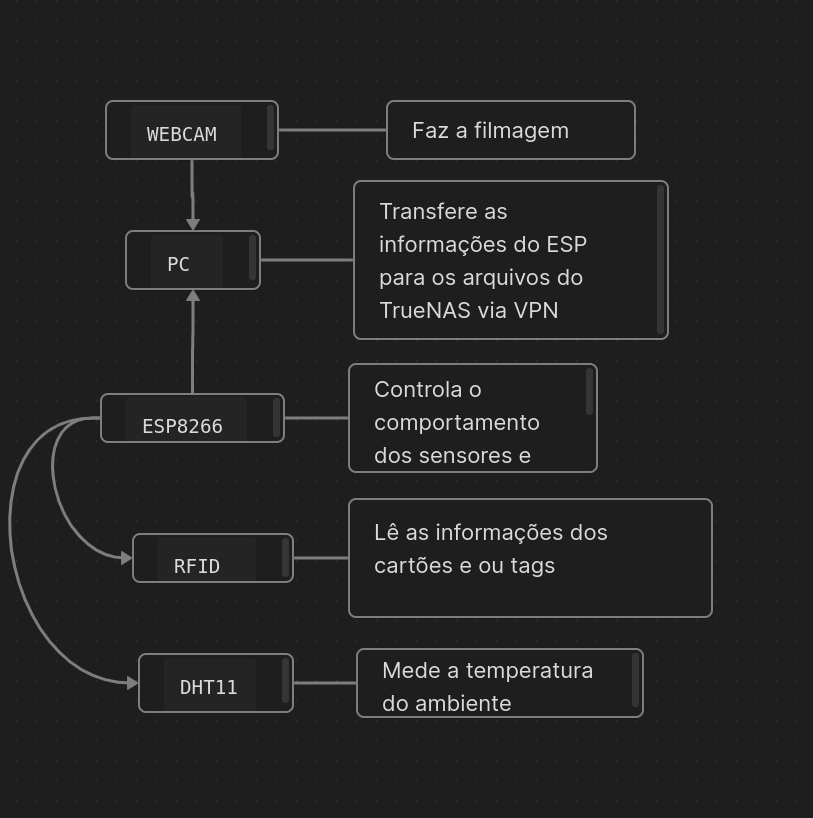 WEBCAM
Faz a filmagem
PC
Transfere as
informações do ESP
para os arquivos do
TrueNAS via VPN
ESP8266
Controla o
comportamento
dos sensores e
RFID
Lê as informações dos
cartões e ou tags
DHT11
Mede a temperatura
do ambiente